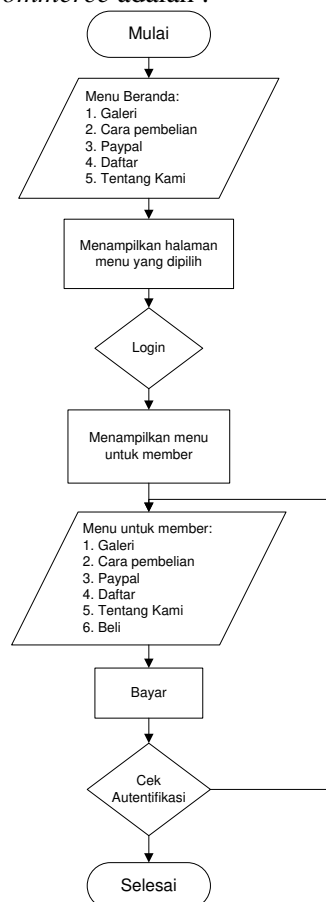 ommerce adalah :
Mulai
Menu Beranda:
1. Galeri
2. Cara pembelian
3. Paypal
4. Daftar
5. Tentang Kami
Menampilkan halaman
menu yang dipilih
Login
Menampilkan menu
untuk member
Menu untuk member:
1. Galeri
2. Cara pembelian
3. Paypal
4. Daftar
5. Tentang Kami
6. Beli
Bayar
Cek
Autentifikasi
Selesai